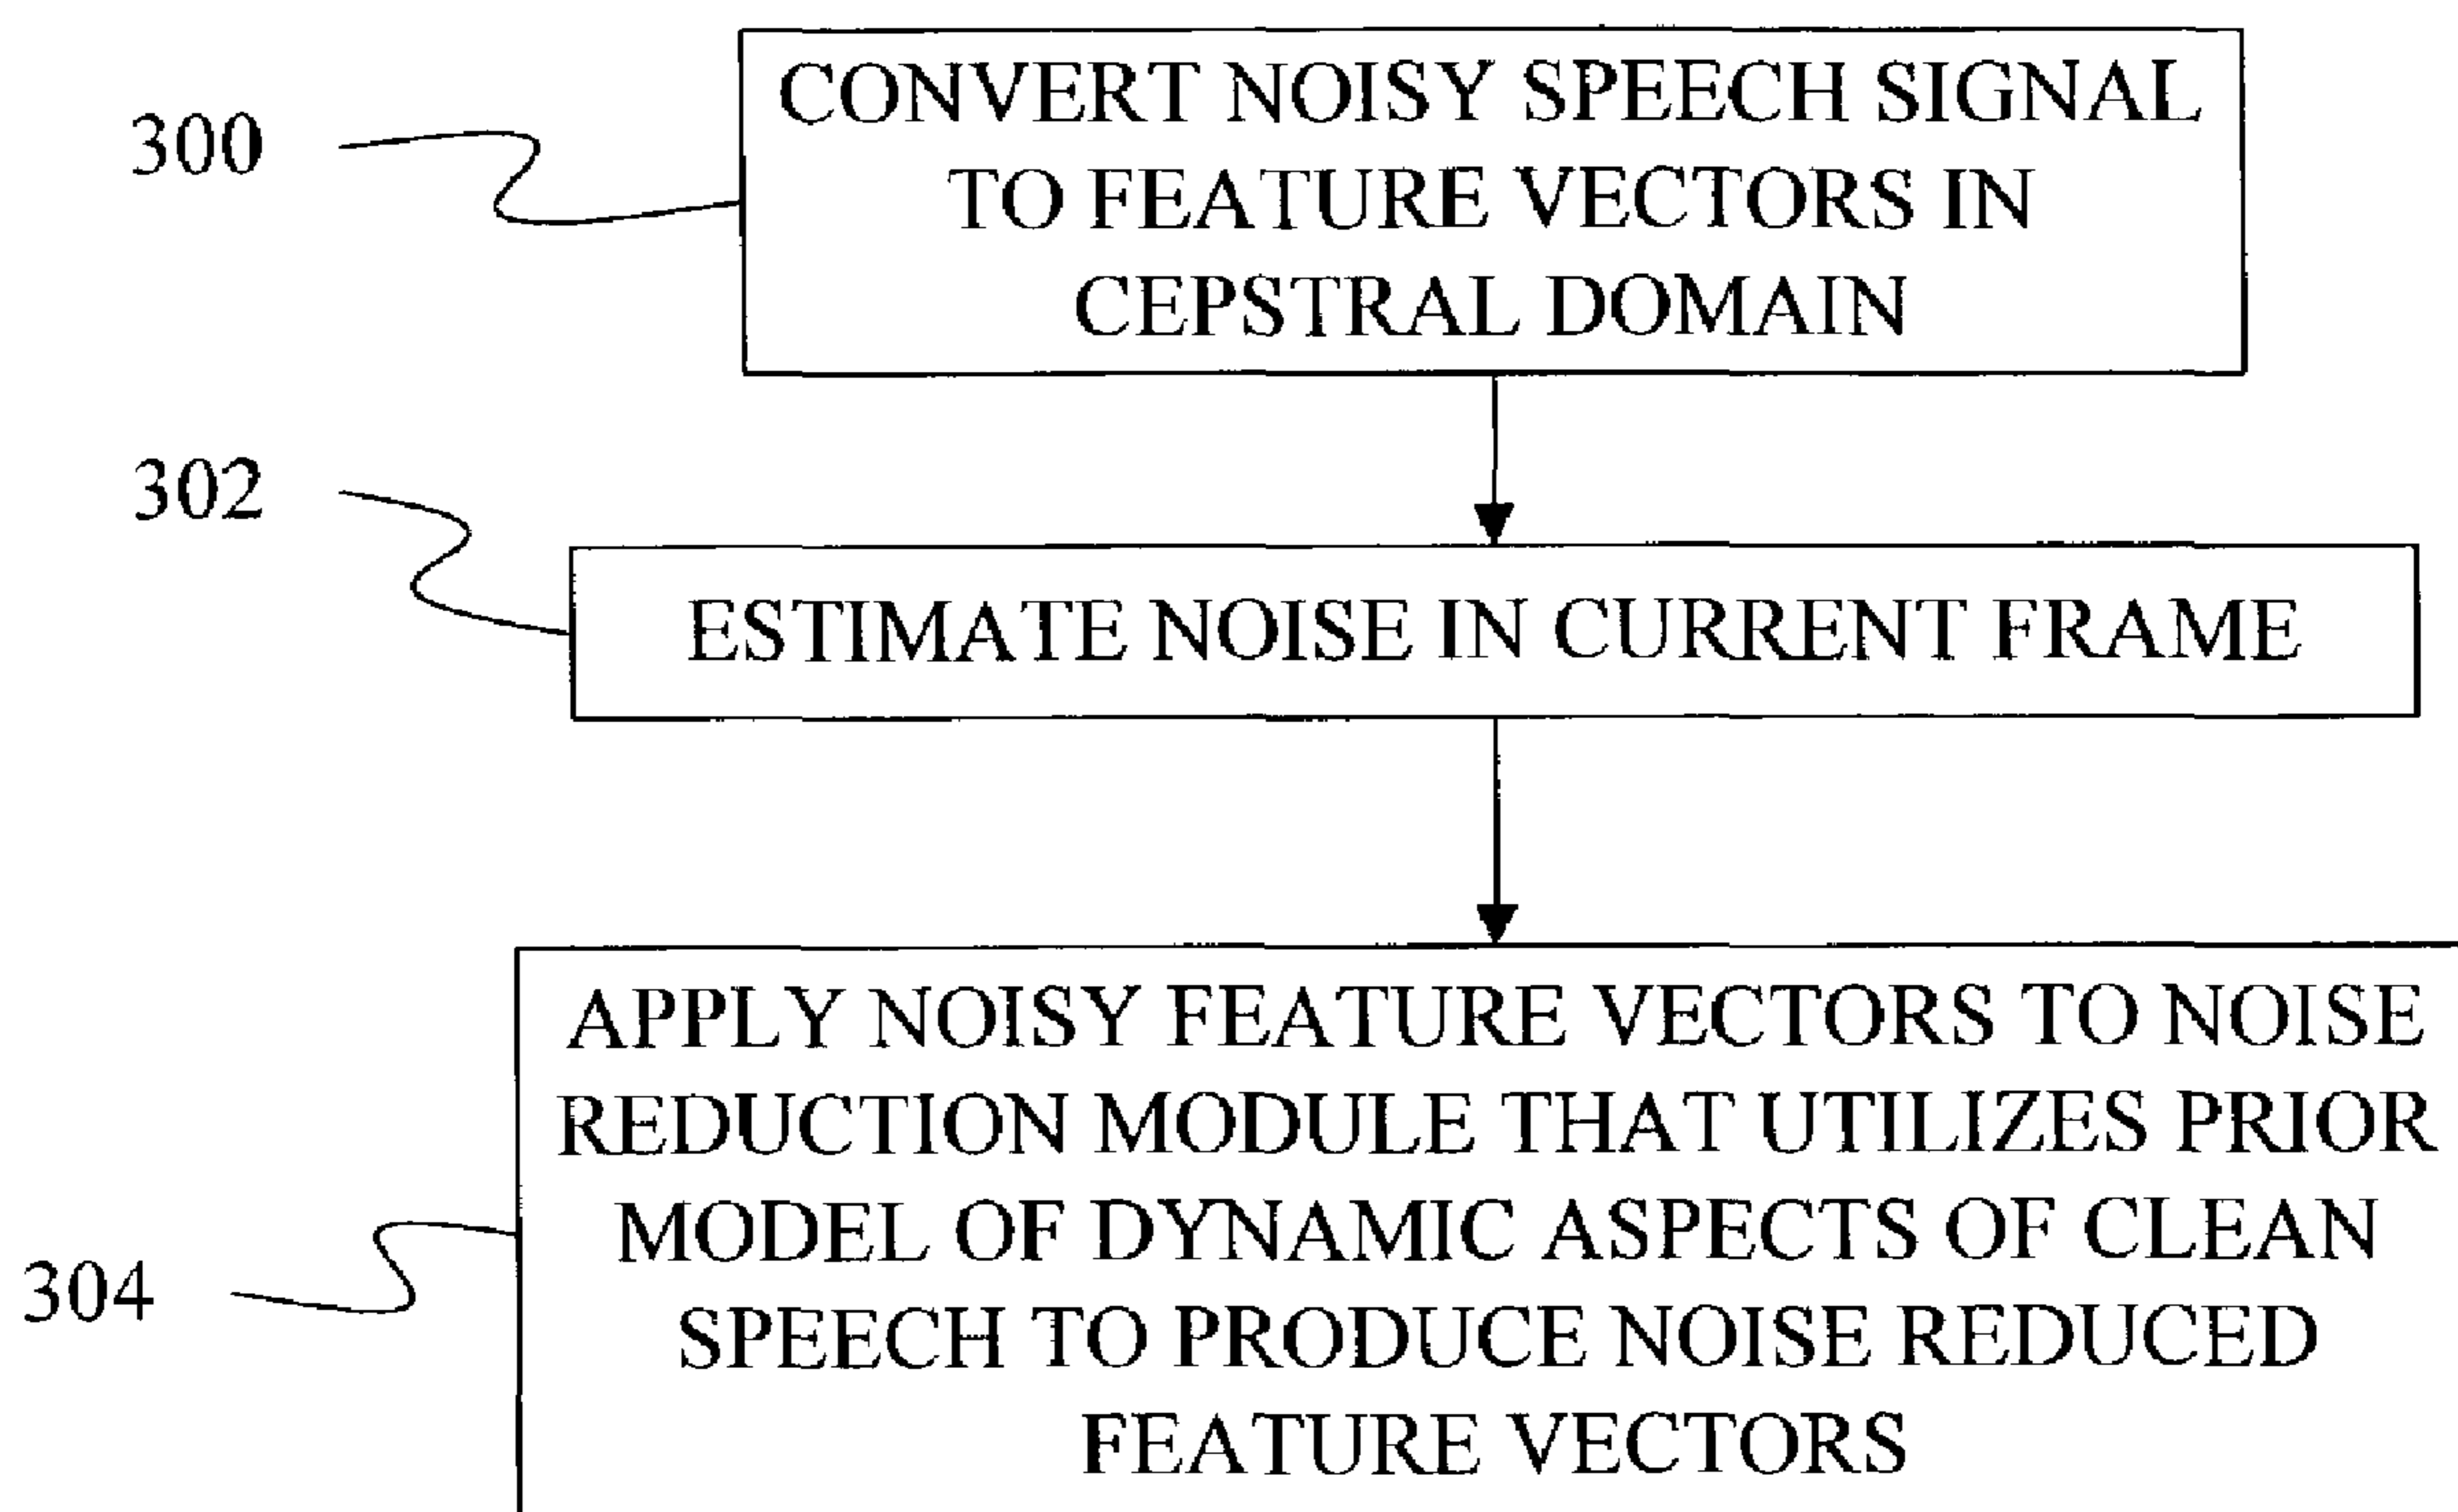 300
CONVERT NOISY SPEECH SIGNAL
TO FEATURE VECTORS IN
CEPSTRAL DOMAIN
302
ESTIMATE NOISE IN CURRENT FRAME
304
APPLY NOISY FEATURE VECTORS TO NOISE
REDUCTION MODULE THAT UTILIZES PRIOR
MODEL OF DYNAMIC ASPECTS OF CLEAN
SPEECH TO PRODUCE NOISE REDUCED
FEATURE VECTORS